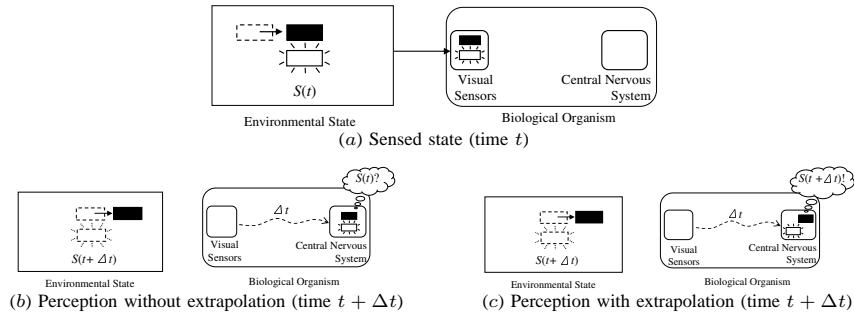 S(t)
Visual
Sensors
Central Nervous
System
Environmental State
Biological Organism
(a) Sensed state (time t)
S(t)?
Δt
Visual
Sensors
Central Nervous
System
S(t+ Δt)
Environmental State
Biological Organism
(b) Perception without extrapolation (time t + Δt)
S(t +Δt)!
Δt
Visual
Sensors
Central Nervous
System
S(t+ Δt)
Environmental State
Biological Organism
(c) Perception with extrapolation (time t + Δt)